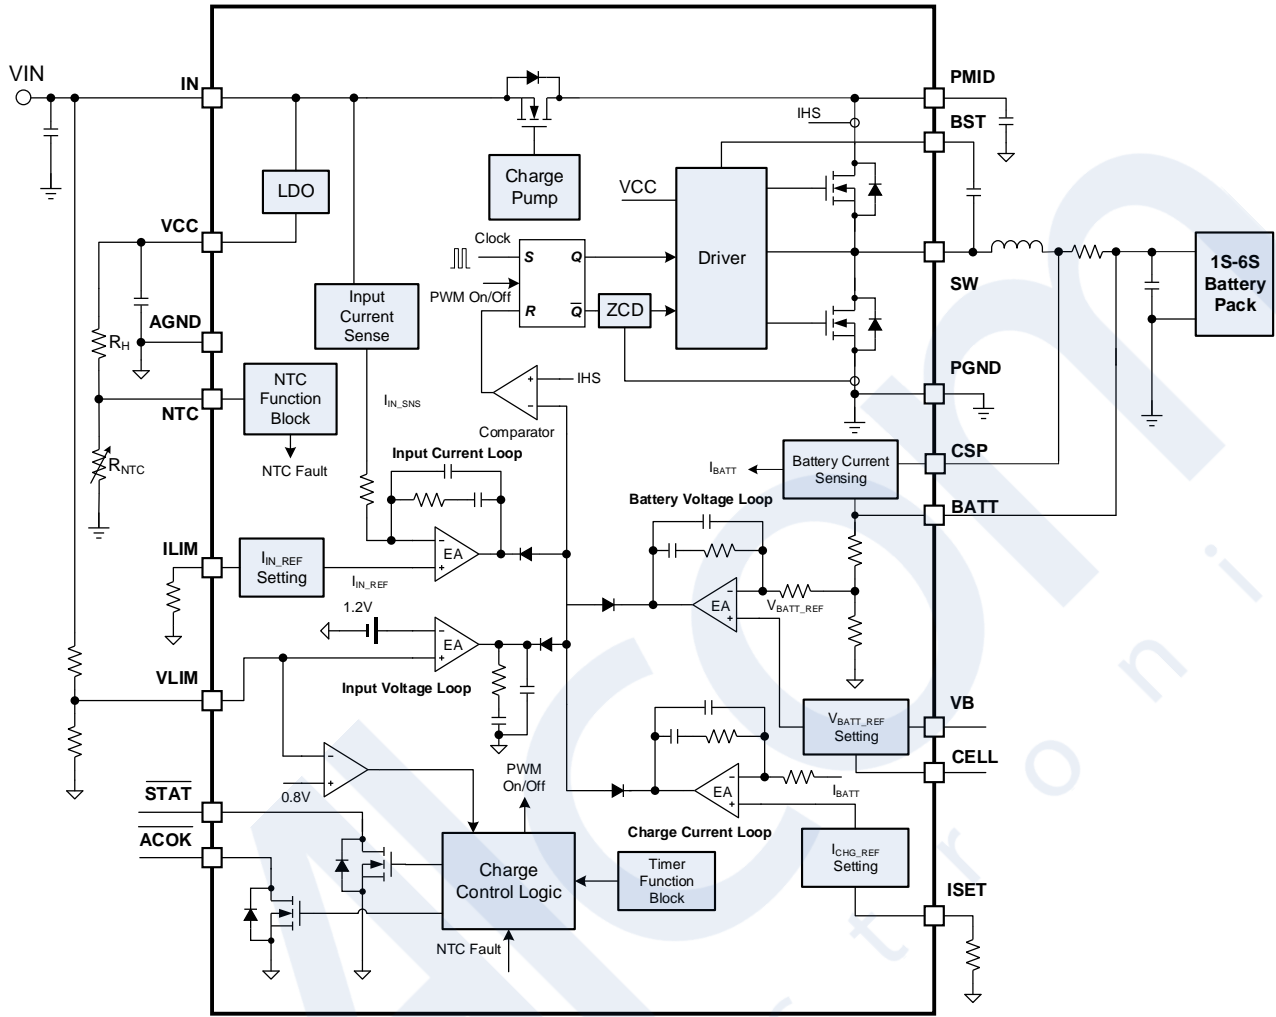 VIN
IN
PMID
IHS
BST
Charge
Pump
LDO
VCC
Driver
VCC
Clock
S
Q
PWM On/Off
R
Q̅
ZCD
SW
1S-6S
Battery
Pack
Input
Current
Sense
AGND
RH
NTC
Function
Block
NTC
IIN_SNS
IHS
+
−
Comparator
PGND
NTC Fault
RNTC
Input Current Loop
IBATT
Battery Current
Sensing
CSP
Battery Voltage Loop
BATT
ILIM
IIN_REF
Setting
IIN_REF
−
EA
+
1.2V
−
EA
+
VBATT_REF
−
EA
+
VLIM
Input Voltage Loop
VBATT_REF
Setting
VB
CELL
−
+
0.8V
PWM
On/Off
−
EA
+
IBATT
STAT
ACOK
Charge Current Loop
Charge
Control Logic
Timer
Function
Block
ICHG_REF
Setting
ISET
NTC Fault